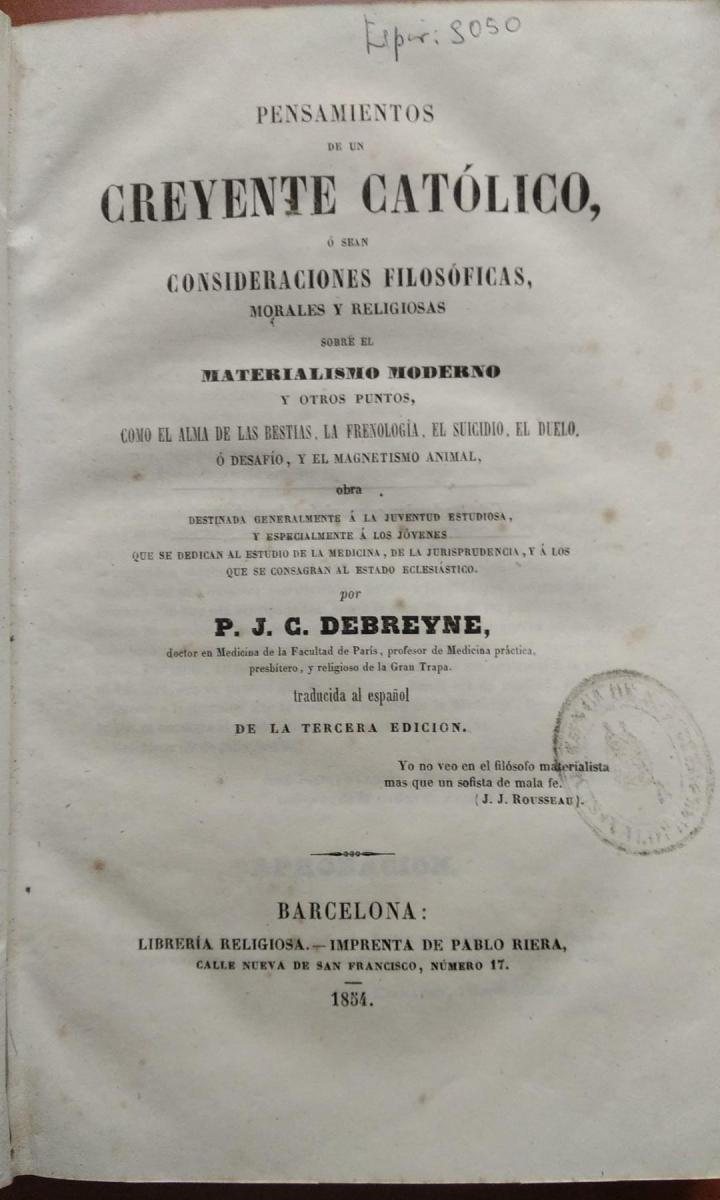 Espir: 3050
PENSAMIENTOS
DE UN
CREYENTE CATÓLICO,
Ó SEAN
CONSIDERACIONES FILOSÓFICAS,
MORALES Y RELIGIOSAS
SOBRE EL
MATERIALISMO MODERNO
Y OTROS PUNTOS,
COMO EL ALMA DE LAS BESTIAS, LA FRENOLOGÍA, EL SUICIDIO, EL DUELO,
Ó DESAFÍO, Y EL MAGNETISMO ANIMAL,
obra
DESTINADA GENERALMENTE Á LA JUVENTUD ESTUDIOSA,
Y ESPECIALMENTE Á LOS JÓVENES
QUE SE DEDICAN AL ESTUDIO DE LA MEDICINA, DE LA JURISPRUDENCIA, Y Á LOS
QUE SE CONSAGRAN AL ESTADO ECLESIÁSTICO.
por
P. J. C. DEBREYNE,
doctor en Medicina de la Facultad de París, profesor de Medicina práctica,
presbítero, y religioso de la Gran Trapa.
traducida al español
DE LA TERCERA EDICION.
Yo no veo en el filósofo materialista
mas que un sofista de mala fe.
(J. J. ROUSSEAU).
BARCELONA:
LIBRERÍA RELIGIOSA.—IMPRENTA DE PABLO RIERA,
CALLE NUEVA DE SAN FRANCISCO, NÚMERO 17.
1854.